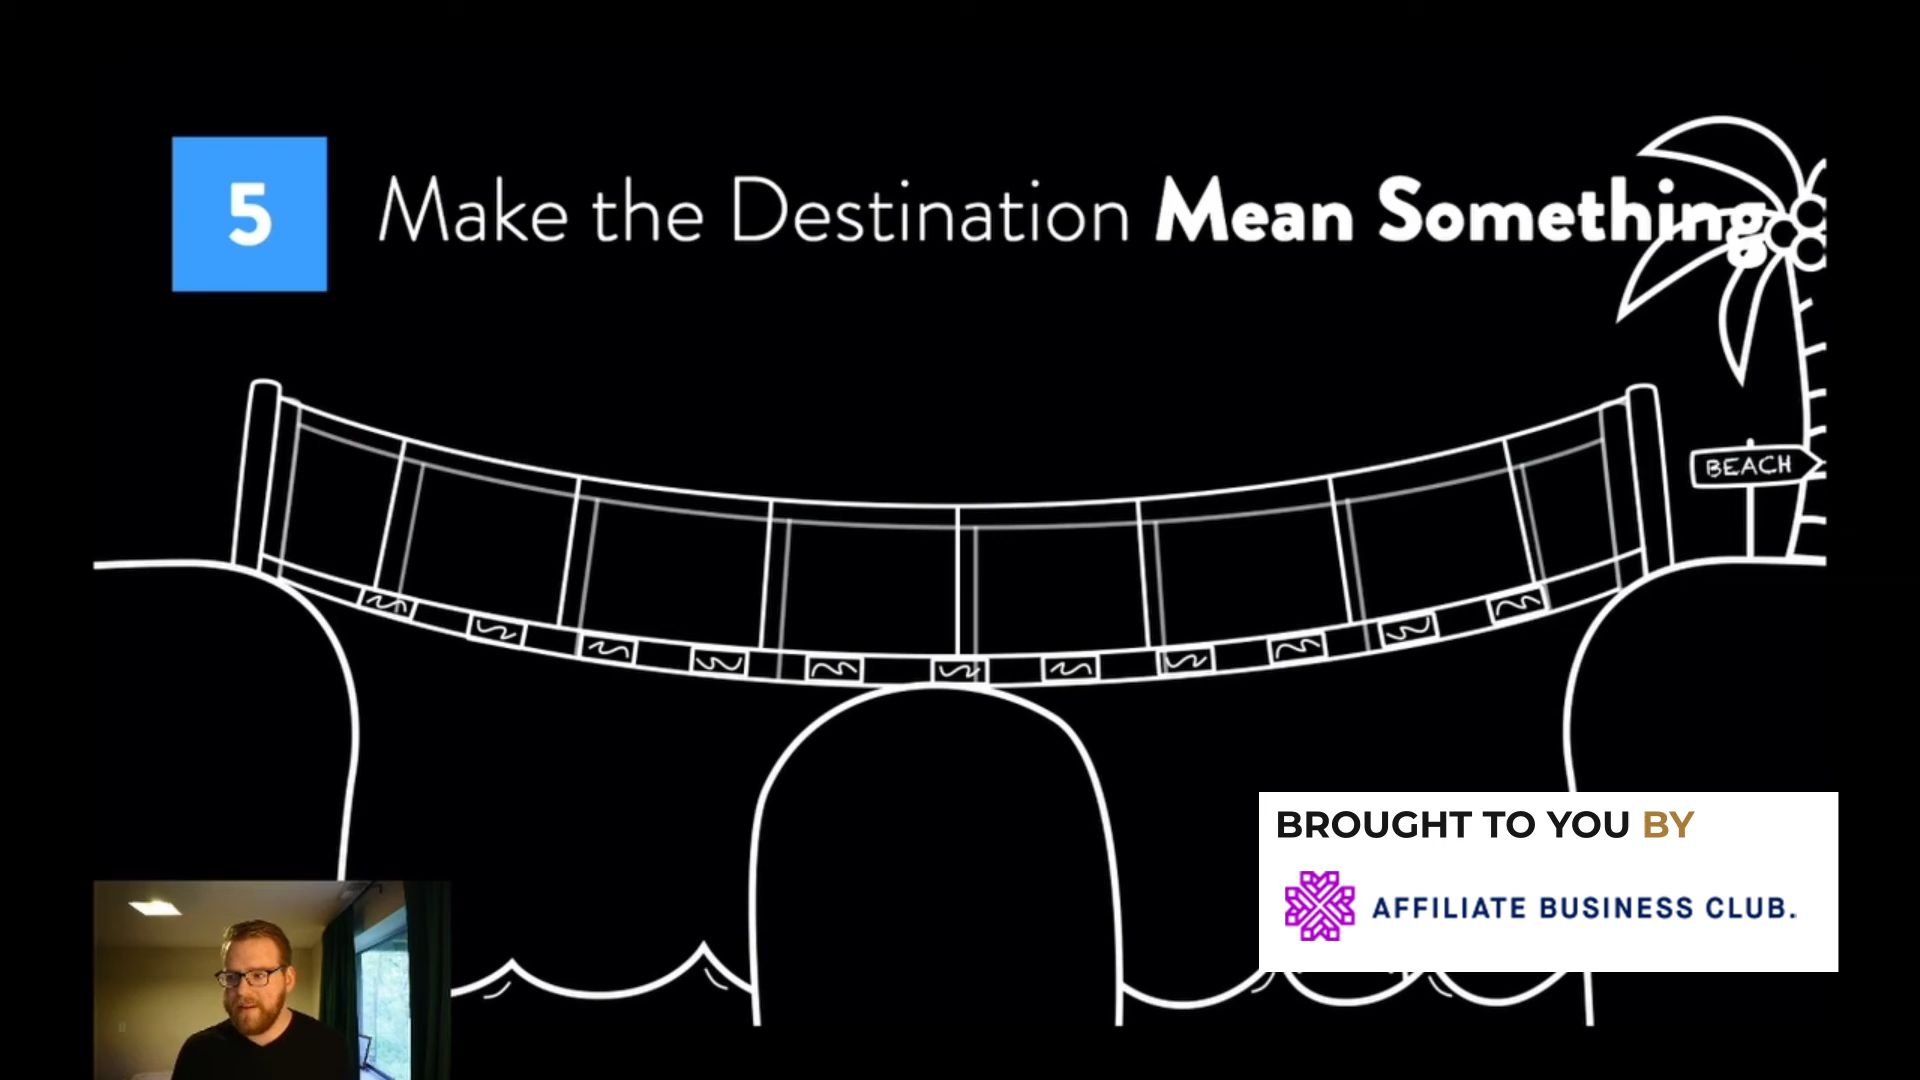 5
Make the Destination Mean Something
BEACH
BROUGHT TO YOU BY
AFFILIATE BUSINESS CLUB.